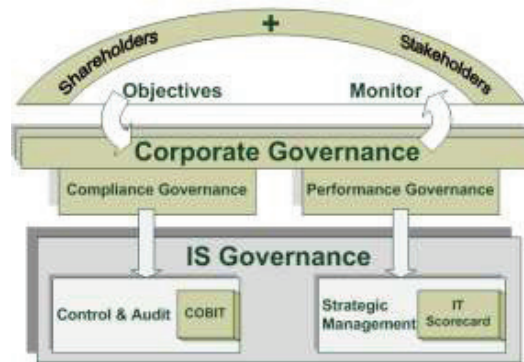 Shareholders + Stakeholders
Objectives Monitor
Corporate Governance
Compliance Governance Performance Governance
IS Governance
Control & Audit COBIT
Strategic Management
IT Scorecard